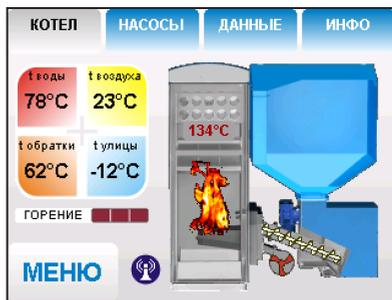 КОТЕЛ НАСОСЫ ДАННЫЕ ИНФО
t воды t воздуха
78°C 23°C
134°C
t обратки t улицы
62°C -12°C
ГОРЕНИЕ
МЕНЮ